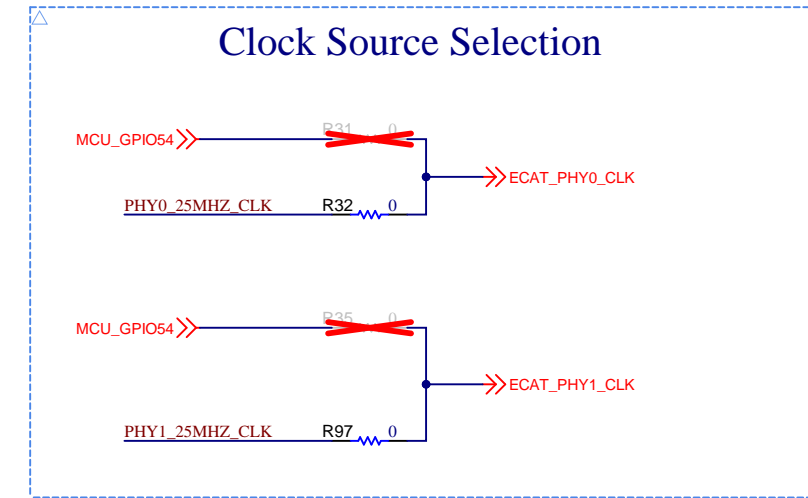 Clock Source Selection
R31 0
MCU_GPIO54
ECAT_PHY0_CLK
PHY0_25MHZ_CLK R32 0
R35 0
MCU_GPIO54
ECAT_PHY1_CLK
PHY1_25MHZ_CLK R97 0